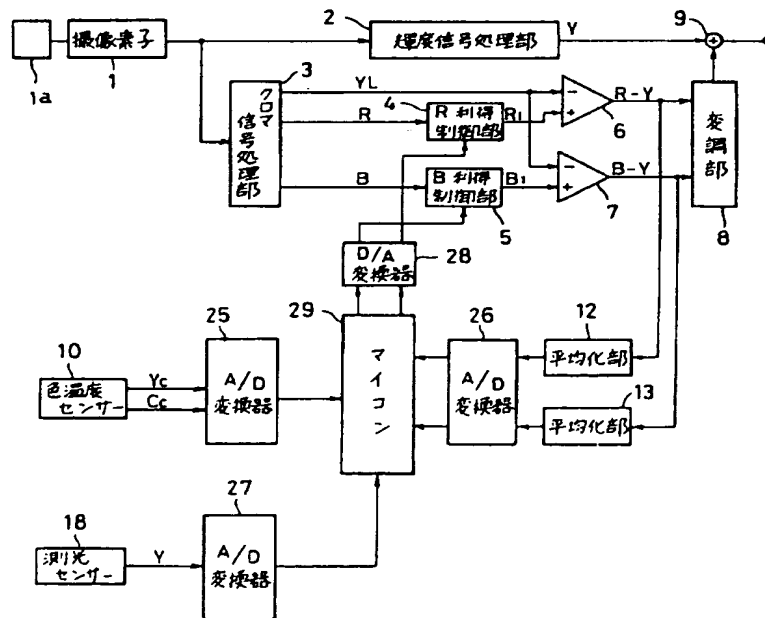 2
9
撮像素子
輝度信号処理部
Y
1a
1
3
YL
4
R-Y
クロマ
信号処理部
R
R利得
制御部
R₁
6
B
B利得
制御部
B₁
B-Y
変調部
5
7
8
D/A
変換器
28
25
29
26
12
10
Yc
色温度
センサー
Cc
A/D
変換器
マイコン
A/D
変換器
平均化部
13
平均化部
27
18
測光
センサー
Y
A/D
変換器